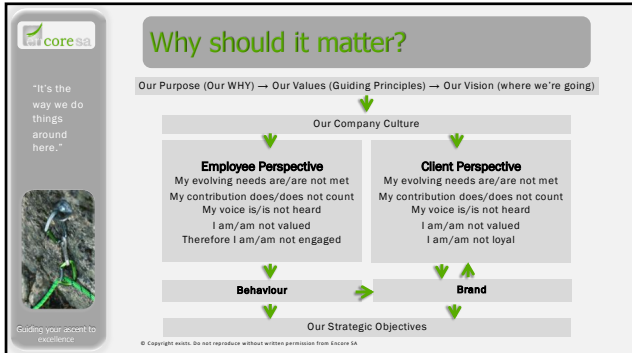 coresa
Why should it matter?
"It's the
way we do
things
around
here."
Our Purpose (Our WHY) → Our Values (Guiding Principles) → Our Vision (where we're going)
Our Company Culture
Employee Perspective
My evolving needs are/are not met
My contribution does/does not count
My voice is/is not heard
I am/am not valued
Therefore I am/am not engaged
Client Perspective
My evolving needs are/are not met
My contribution does/does not count
My voice is/is not heard
I am/am not valued
I am/am not loyal
Behaviour
Brand
Our Strategic Objectives
Guiding your ascent to
excellence
© Copyright exists. Do not reproduce without written permission from Encore SA